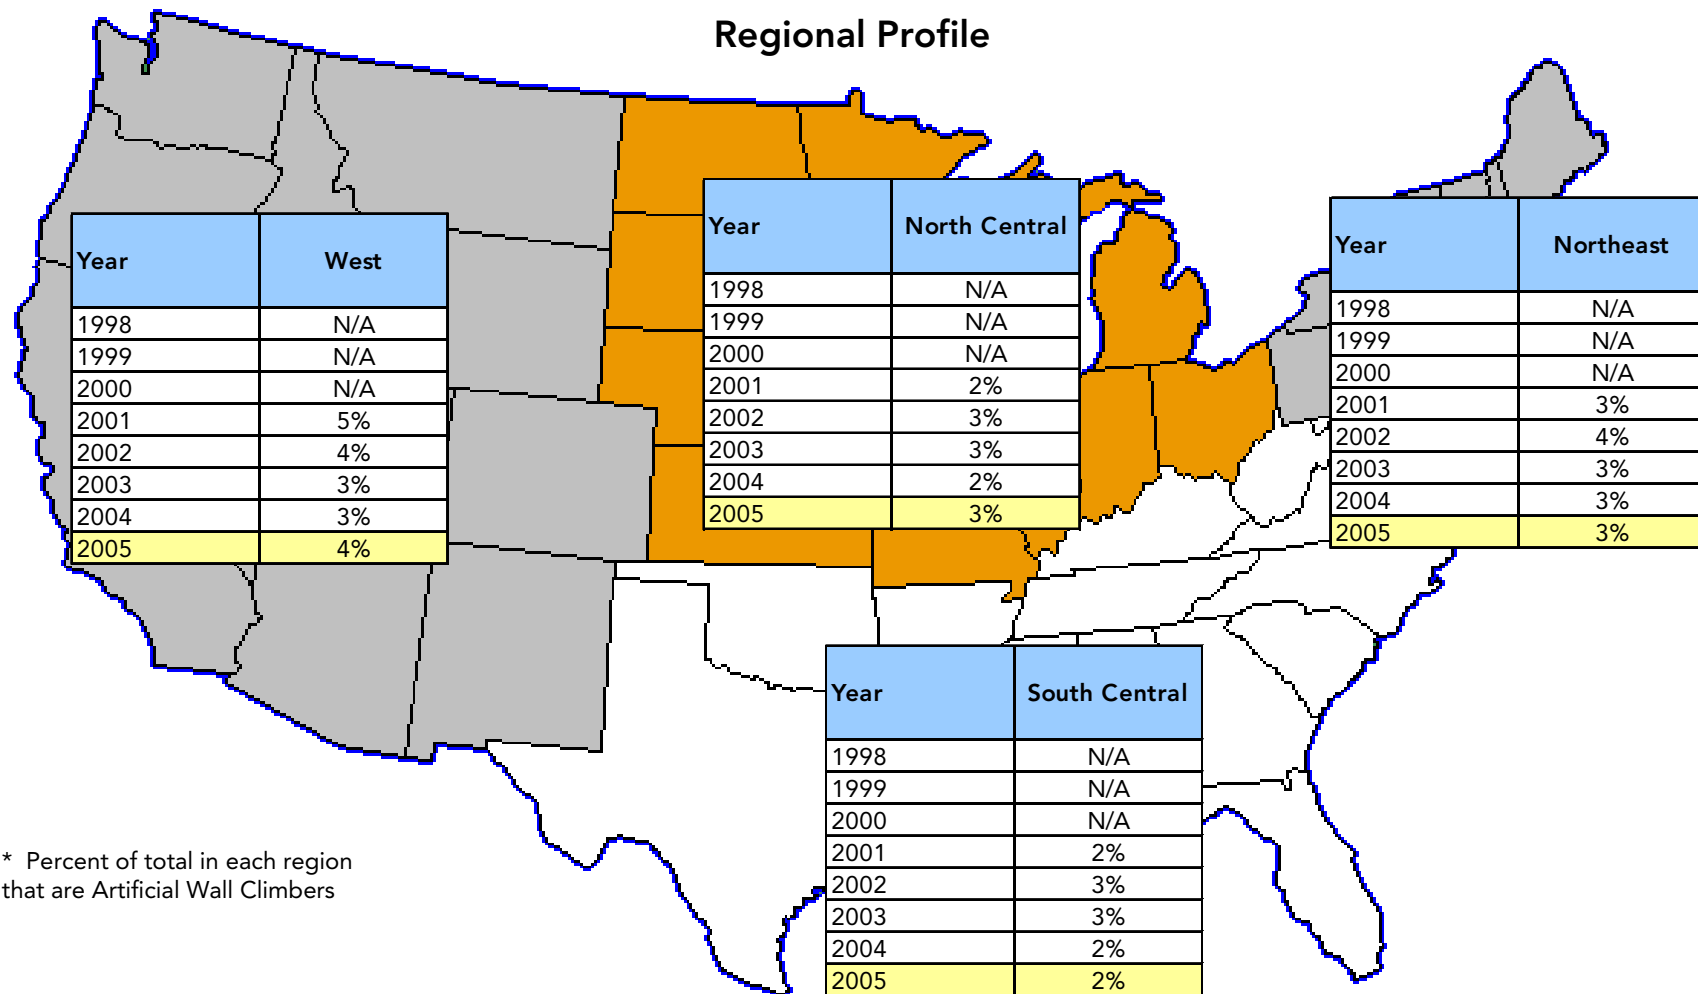 Regional Profile
Year West
1998 N/A
1999 N/A
2000 N/A
2001 5%
2002 4%
2003 3%
2004 3%
2005 4%
Year North Central
1998 N/A
1999 N/A
2000 N/A
2001 2%
2002 3%
2003 3%
2004 2%
2005 3%
Year Northeast
1998 N/A
1999 N/A
2000 N/A
2001 3%
2002 4%
2003 3%
2004 3%
2005 3%
Year South Central
1998 N/A
1999 N/A
2000 N/A
2001 2%
2002 3%
2003 3%
2004 2%
2005 2%
* Percent of total in each region
that are Artificial Wall Climbers